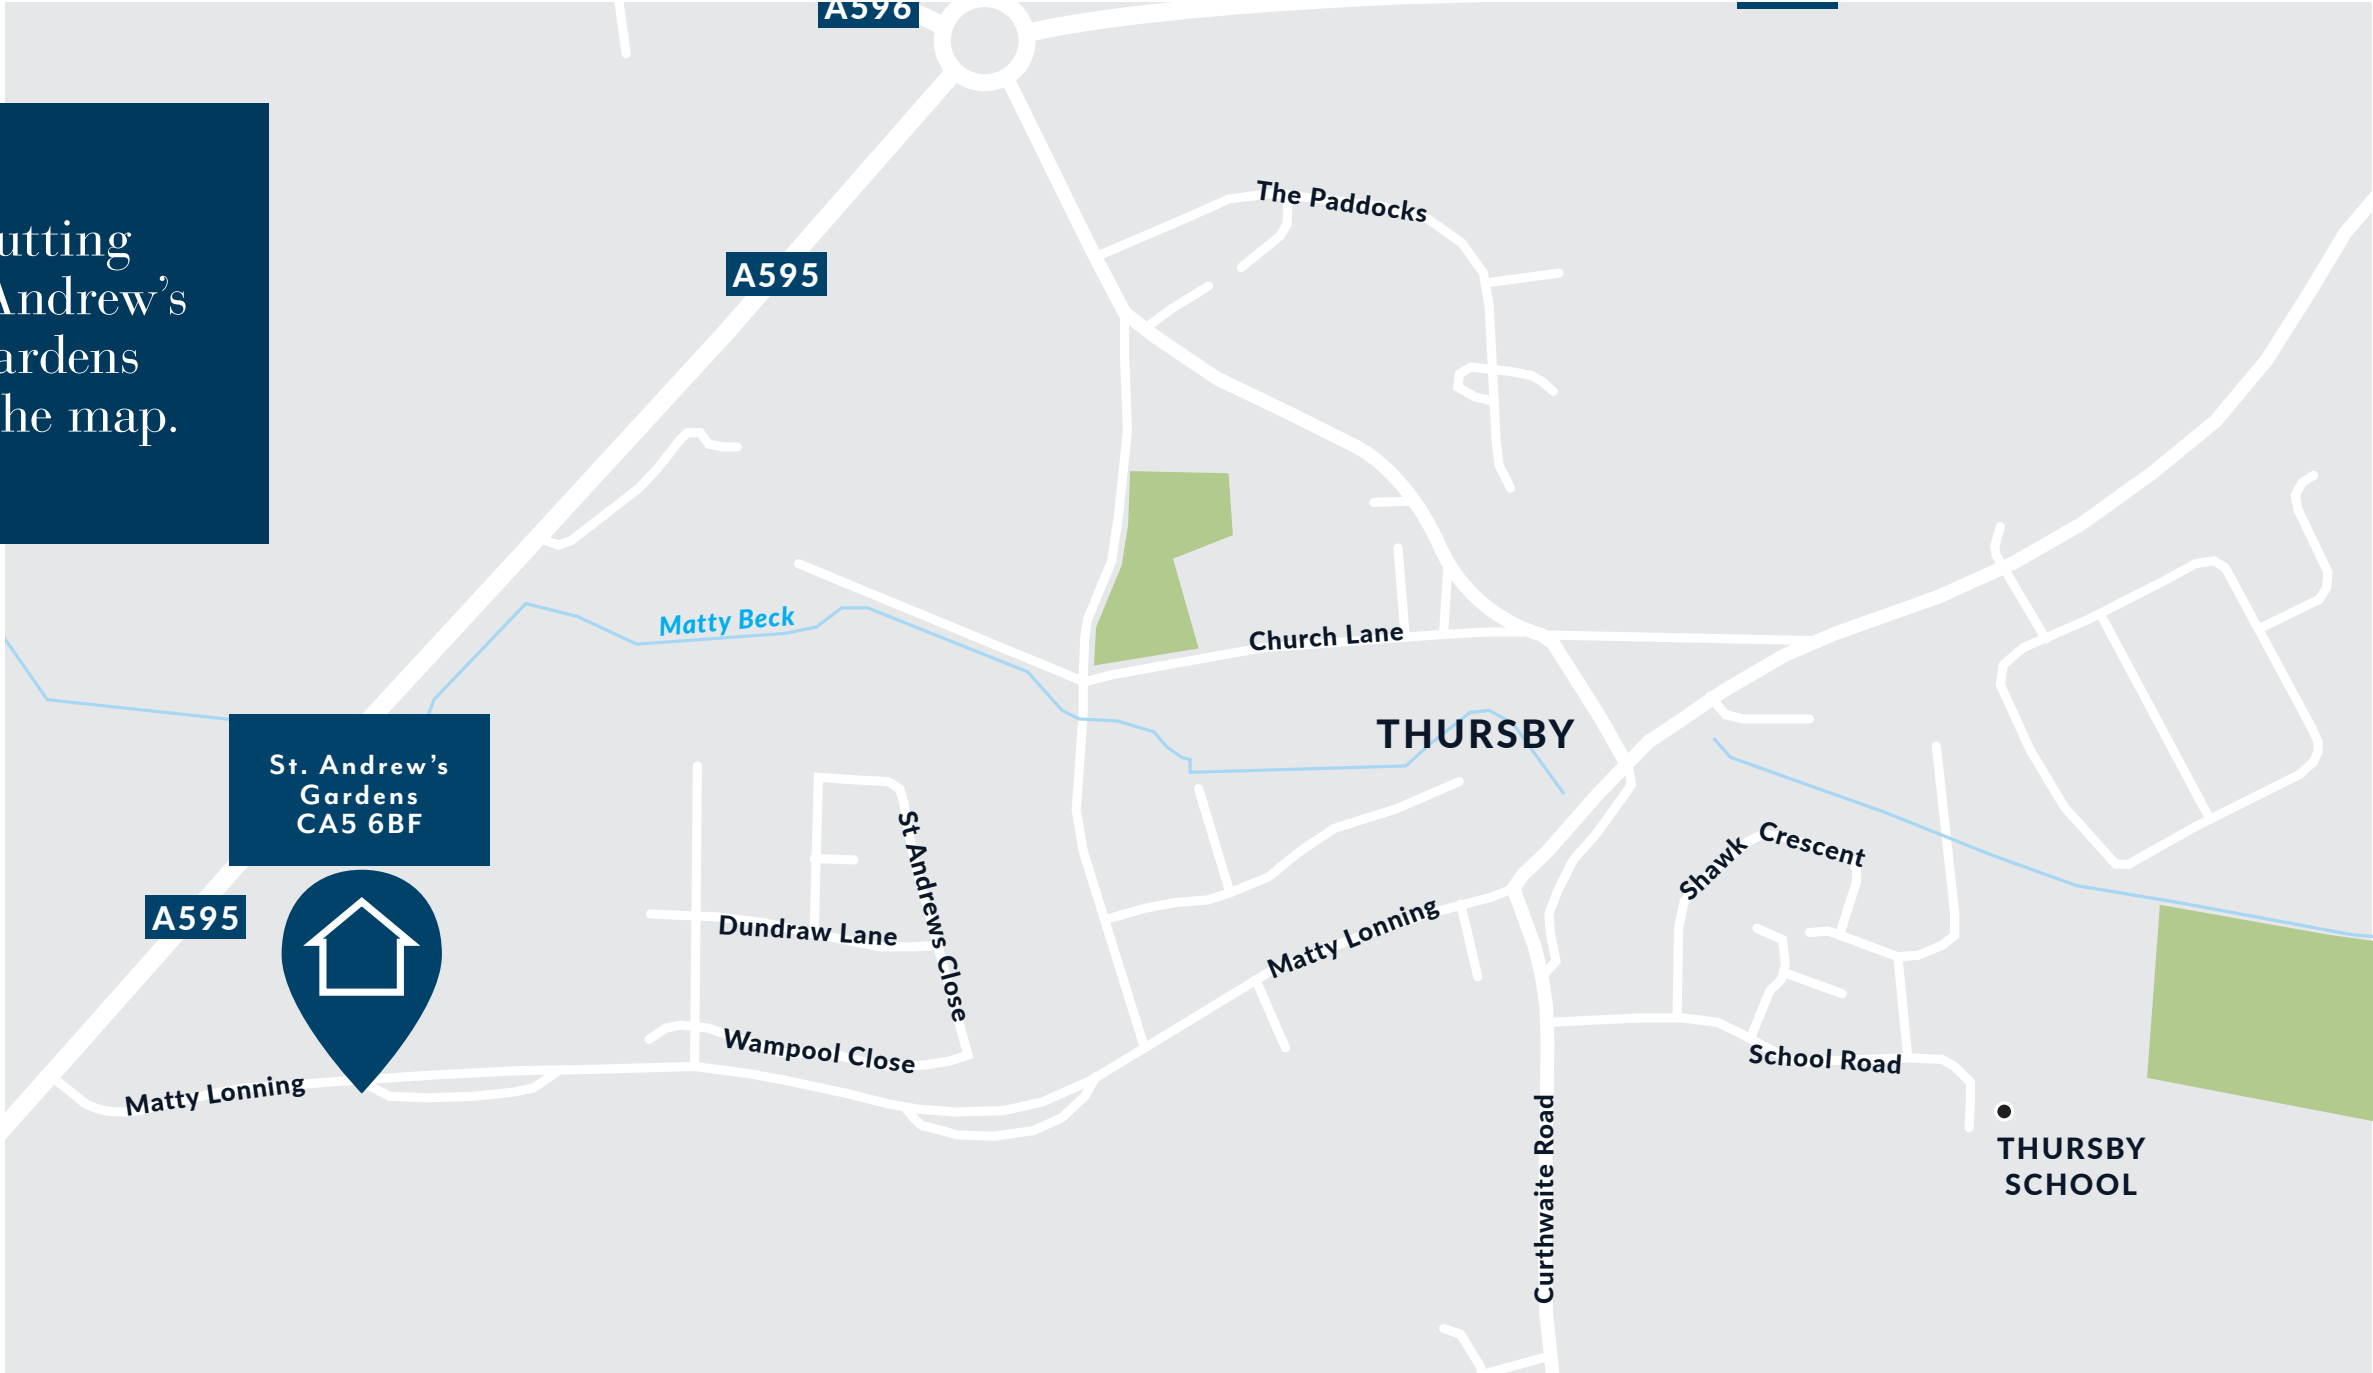 A596
utting
Andrew’s
ardens
he map.
The Paddocks
A595
Matty Beck
Church Lane
THURSBY
St. Andrew’s
Gardens
CA5 6BF
A595
St Andrews Close
Dundraw Lane
Wampool Close
Matty Lonning
Matty Lonning
Shawk Crescent
School Road
Curthwaite Road
THURSBY
SCHOOL